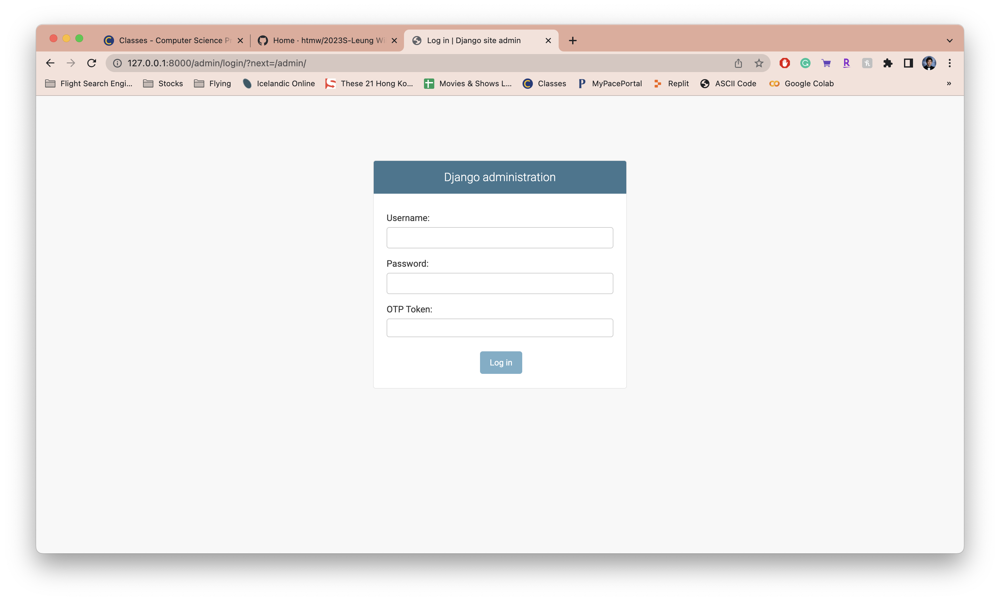 Classes - Computer Science Pr
Home · htmw/2023S-Leung Wi
Log in | Django site admin
127.0.0.1:8000/admin/login/?next=/admin/
Flight Search Engi...
Stocks
Flying
Icelandic Online
These 21 Hong Ko...
Movies & Shows L...
Classes
MyPacePortal
Replit
ASCII Code
Google Colab
»
Django administration
Username:
Password:
OTP Token:
Log in